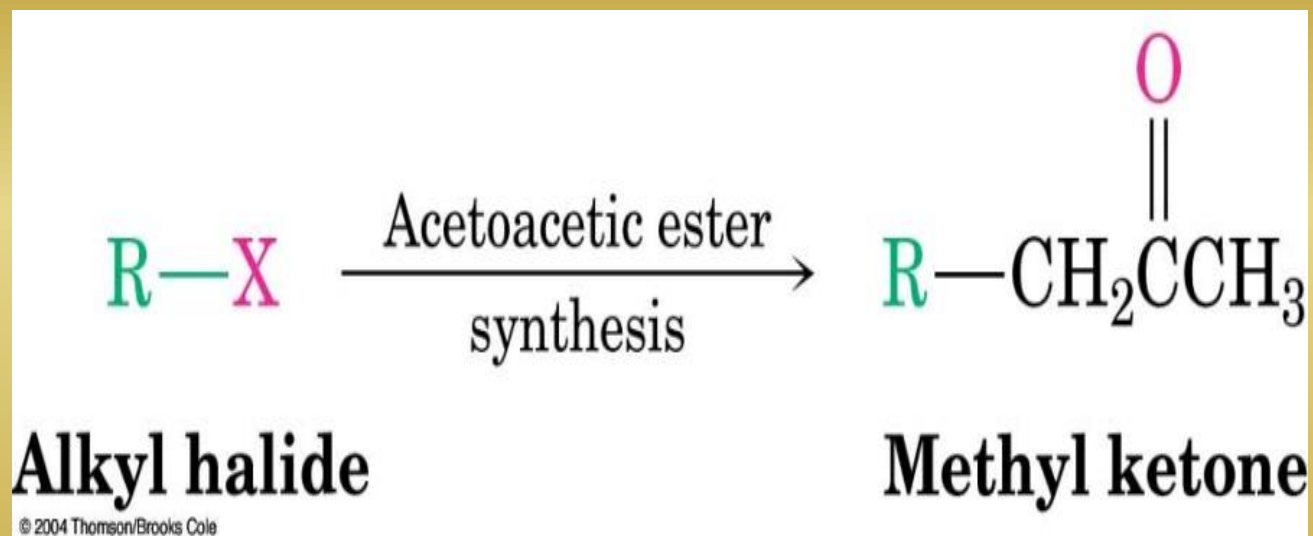 O
R—X
Acetoacetic ester
synthesis
R—CH₂CCH₃
Alkyl halide
Methyl ketone
© 2004 Thomson/Brooks Cole